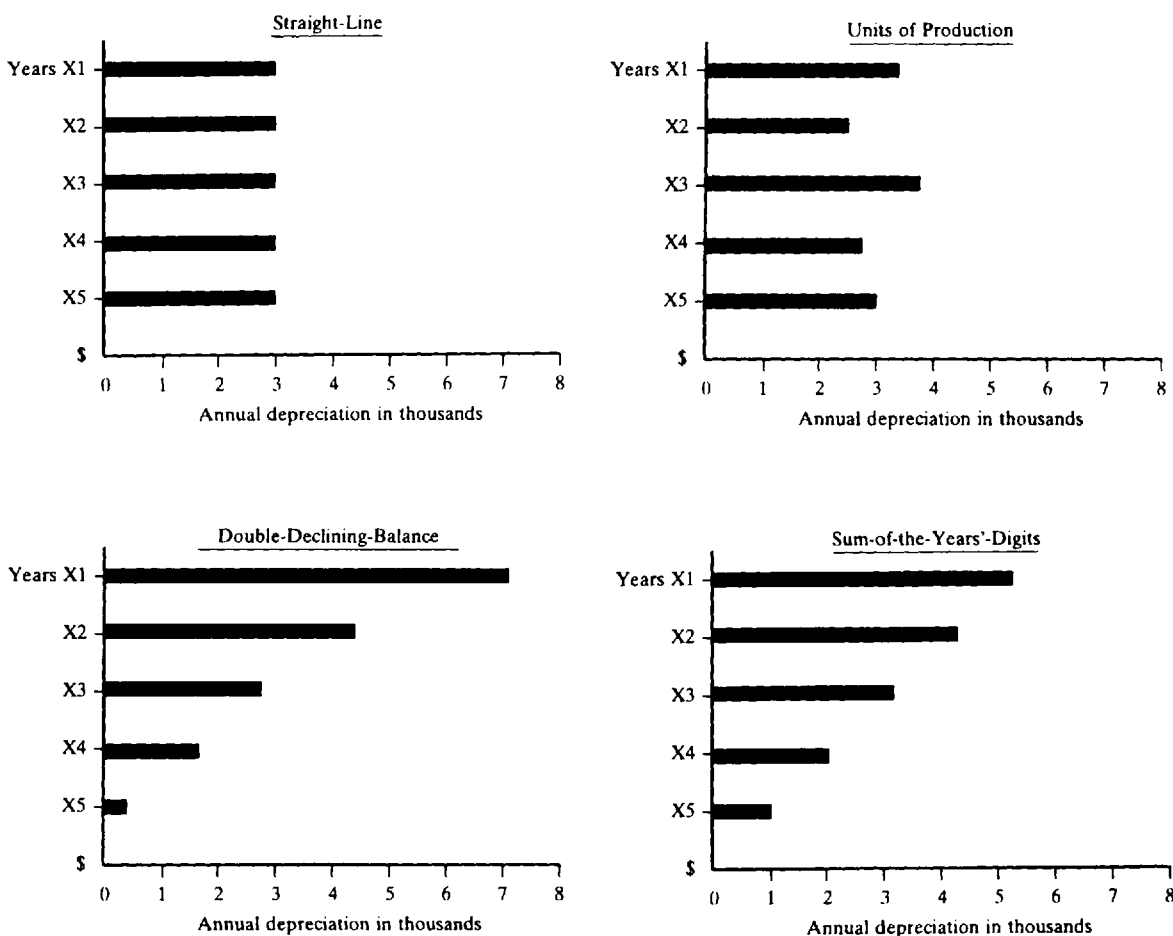 Straight-Line
Years X1
X2
X3
X4
X5
$
0 1 2 3 4 5 6 7 8
Annual depreciation in thousands
Units of Production
Years X1
X2
X3
X4
X5
$
0 1 2 3 4 5 6 7 8
Annual depreciation in thousands
Double-Declining-Balance
Years X1
X2
X3
X4
X5
$
0 1 2 3 4 5 6 7 8
Annual depreciation in thousands
Sum-of-the-Years'-Digits
Years X1
X2
X3
X4
X5
$
0 1 2 3 4 5 6 7 8
Annual depreciation in thousands